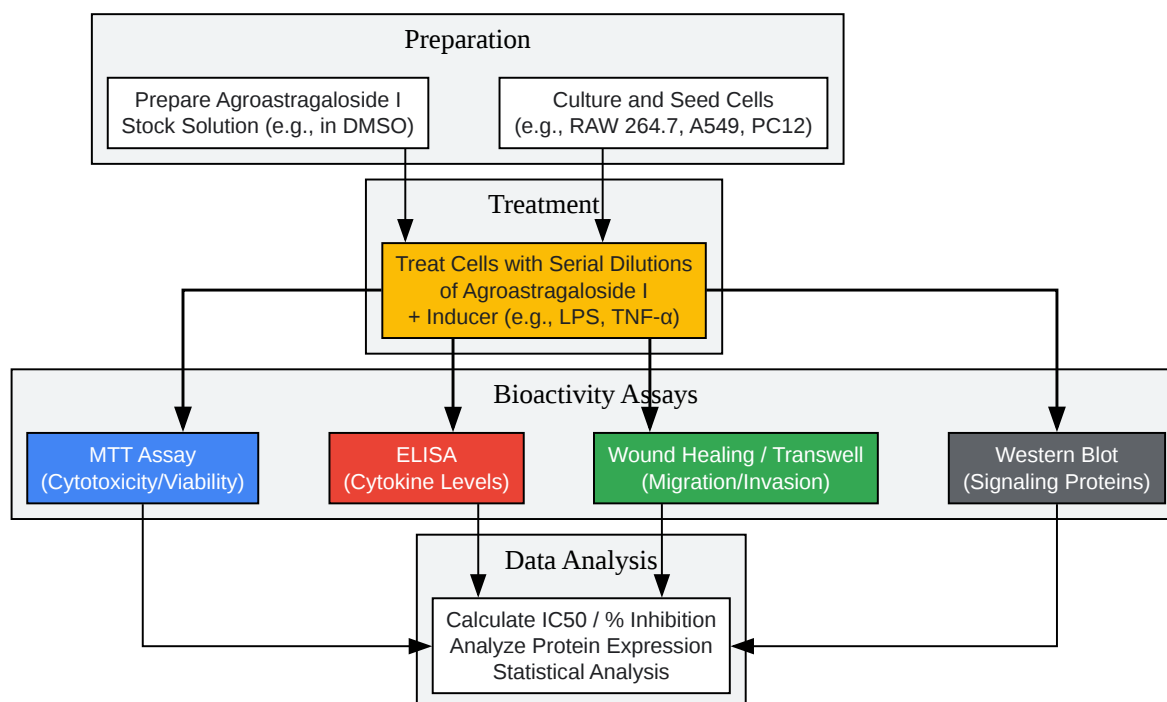 Preparation
Prepare Agroastragaloside I
Stock Solution (e.g., in DMSO)
Culture and Seed Cells
(e.g., RAW 264.7, A549, PC12)
Treatment
Treat Cells with Serial Dilutions
of Agroastragaloside I
+ Inducer (e.g., LPS, TNF-α)
Bioactivity Assays
MTT Assay
(Cytotoxicity/Viability)
ELISA
(Cytokine Levels)
Wound Healing / Transwell
(Migration/Invasion)
Western Blot
(Signaling Proteins)
Data Analysis
Calculate IC50 / % Inhibition
Analyze Protein Expression
Statistical Analysis